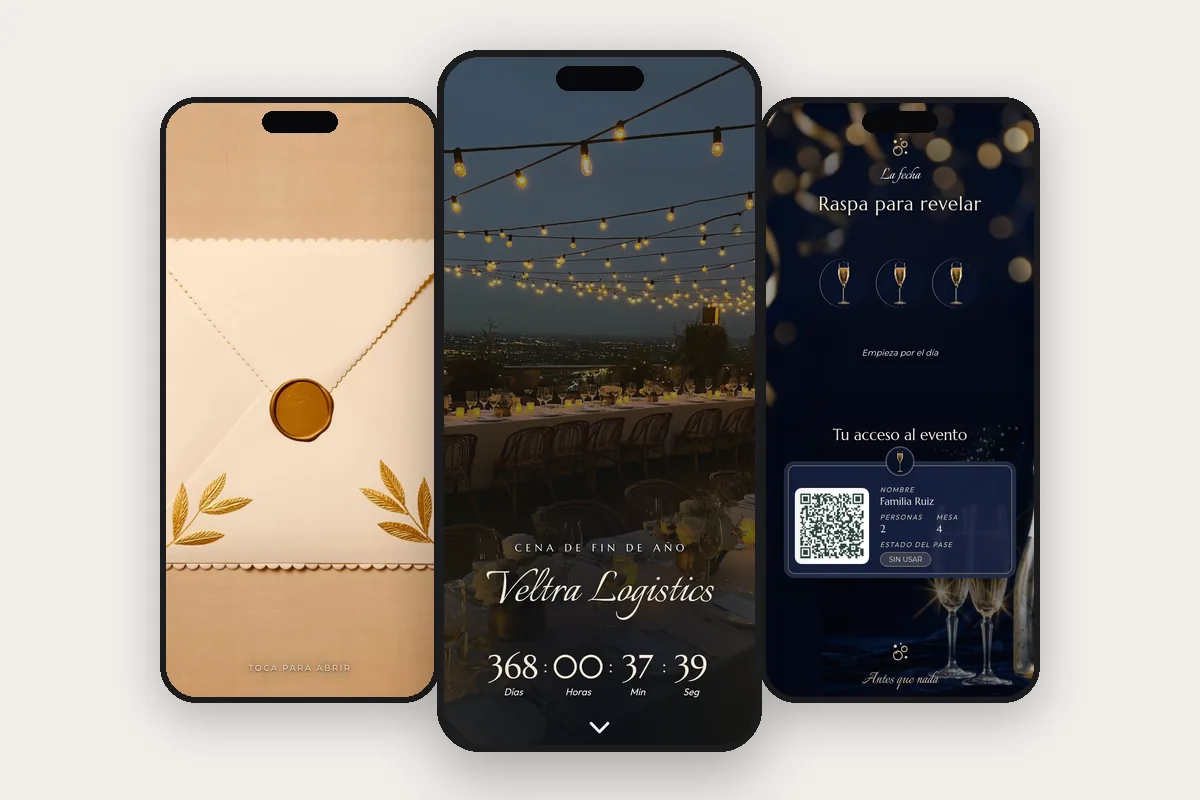 TOCA PARA ABRIR
CENA DE FIN DE AÑO
Veltra Logistics
368 : 00 : 37 : 39
Días Horas Min Seg
La fecha
Raspa para revelar
Empieza por el día
Tu acceso al evento
NOMBRE
Familia Ruiz
PERSONAS MESA
2 4
ESTADO DEL PASE
SIN USAR
Antes que nada